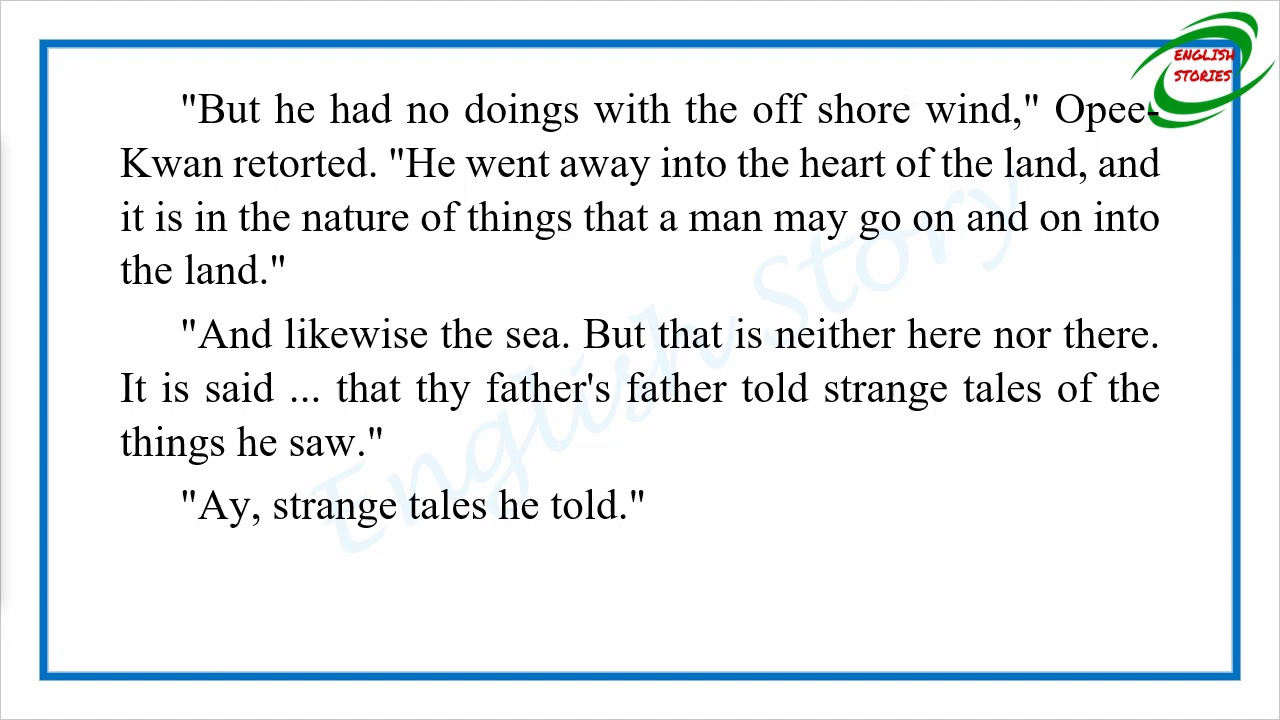 ENGLISH
STORIES
"But he had no doings with the off shore wind," Opee-
Kwan retorted. "He went away into the heart of the land, and
it is in the nature of things that a man may go on and on into
the land."
"And likewise the sea. But that is neither here nor there.
It is said ... that thy father's father told strange tales of the
things he saw."
"Ay, strange tales he told."
English Story